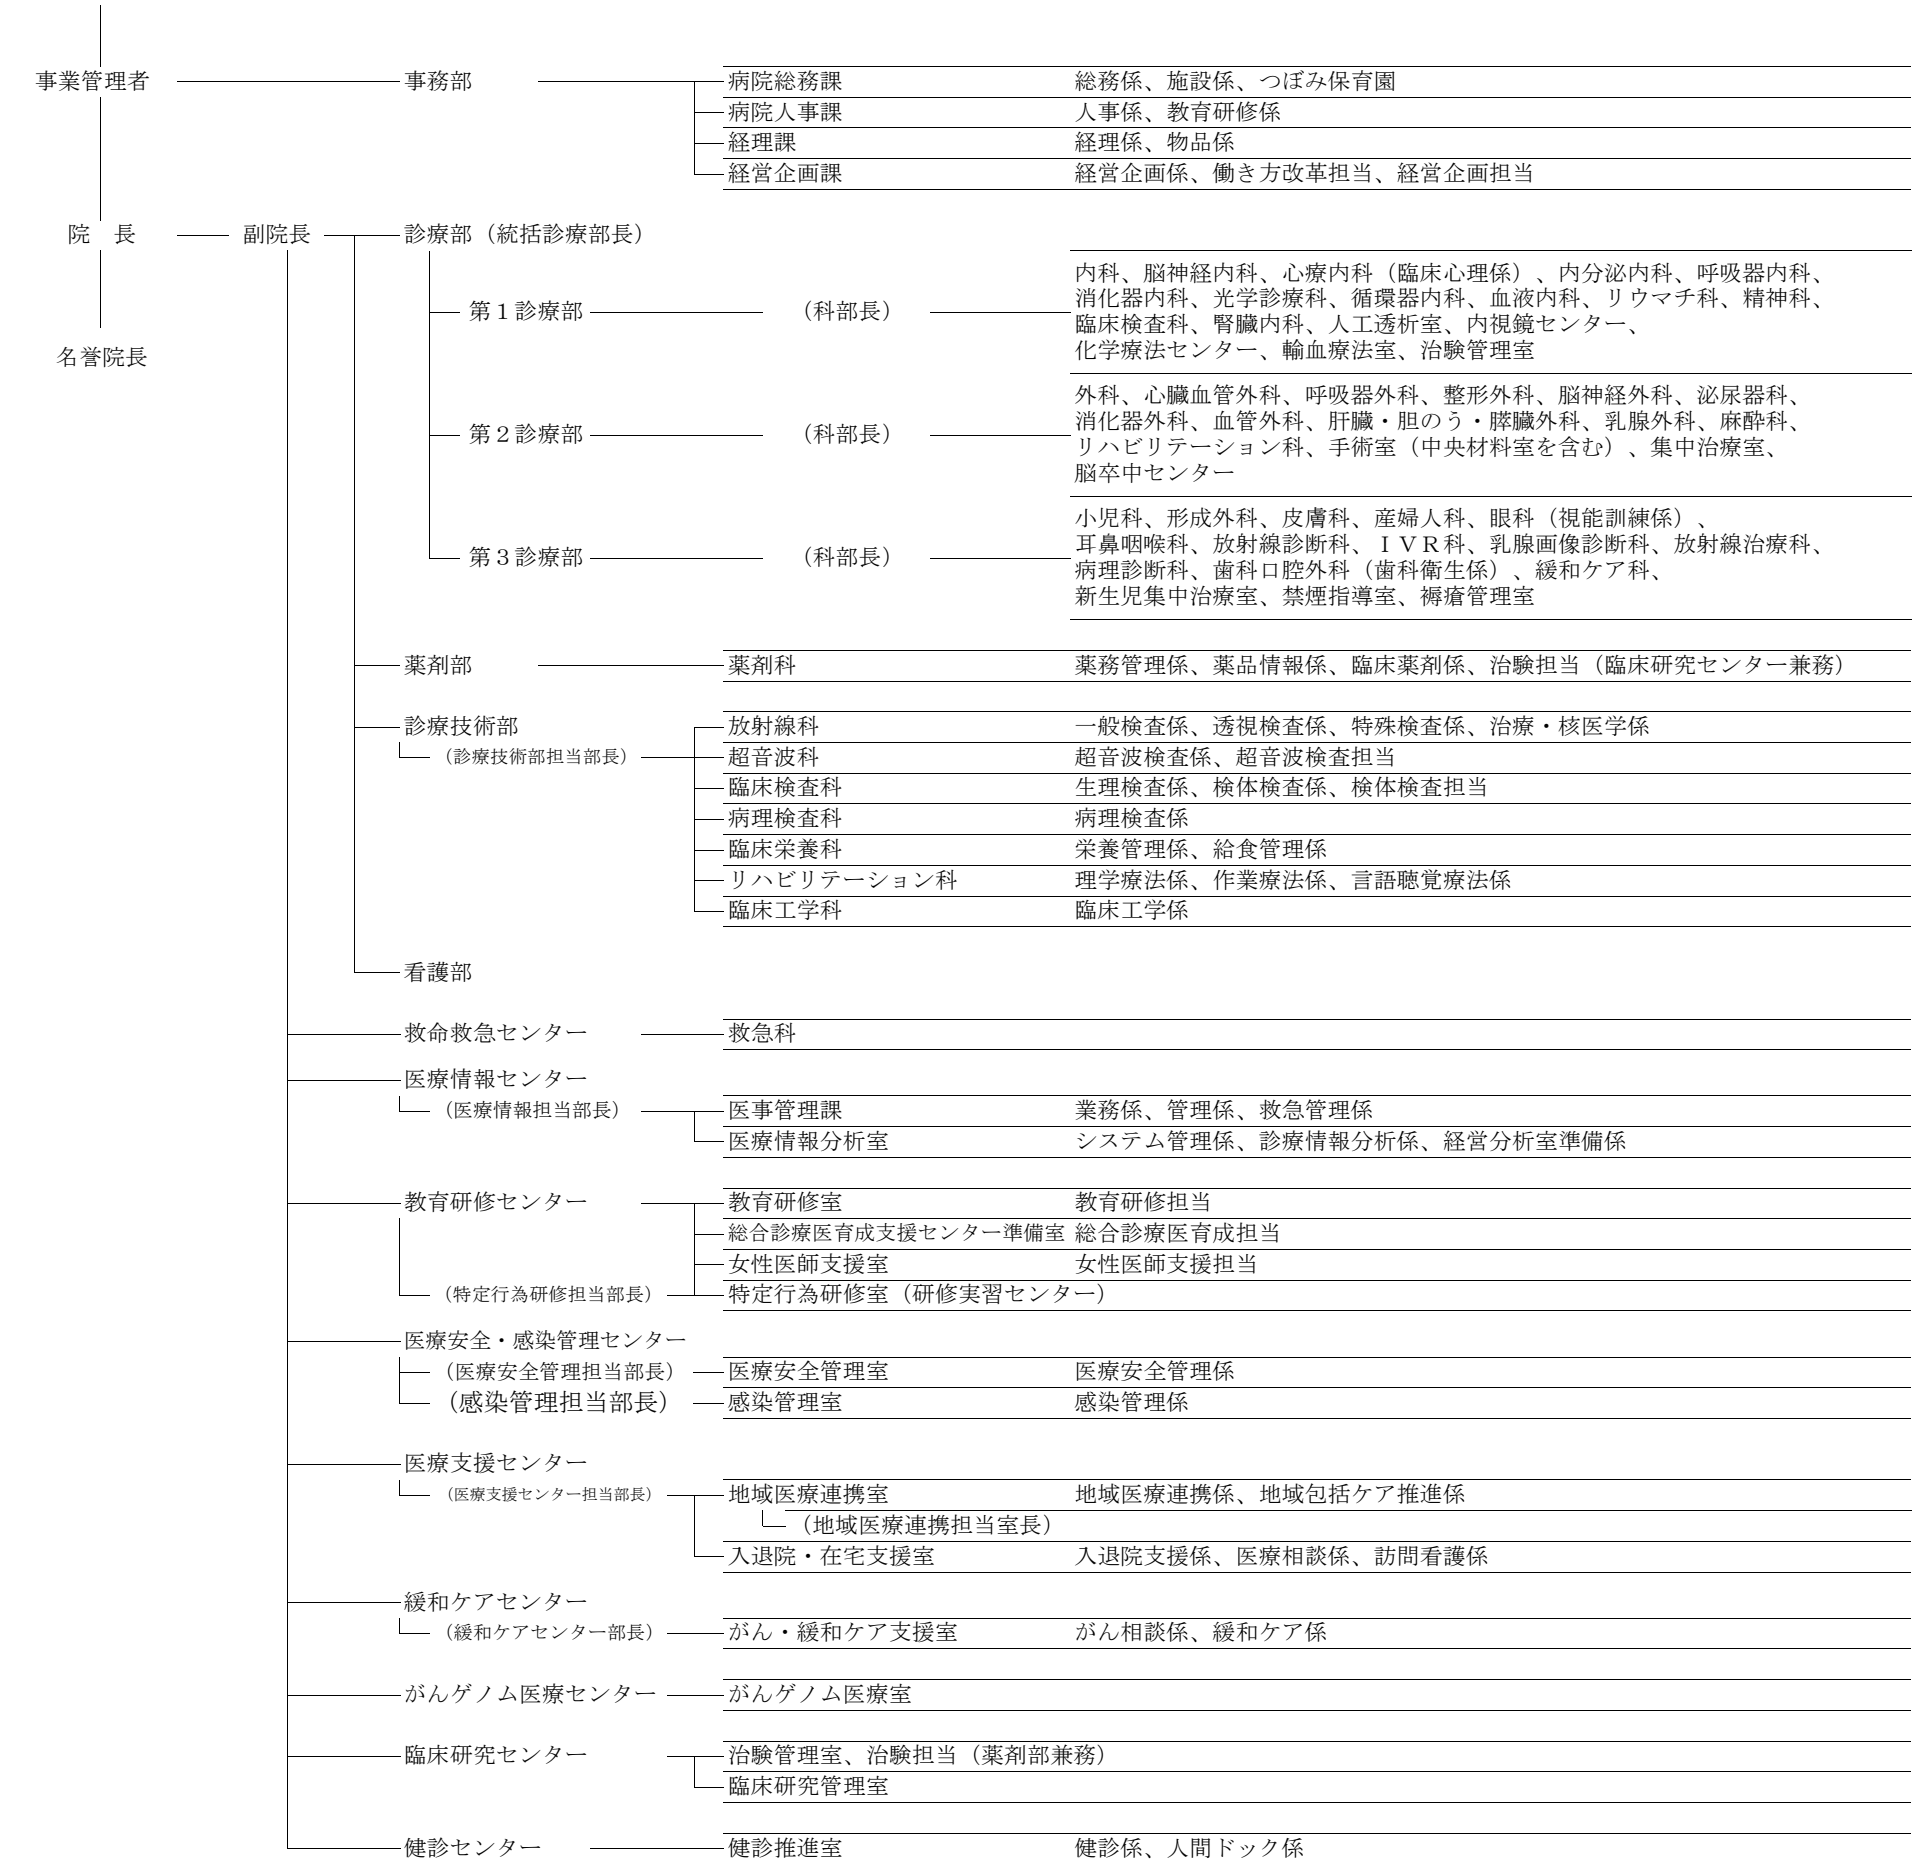 事業管理者 事務部 病院総務課 総務係、施設係、つぼみ保育園
病院人事課 人事係、教育研修係
経理課 経理係、物品係
経営企画課 経営企画係、働き方改革担当、経営企画担当
院　長 副院長 診療部（統括診療部長）
内科、脳神経内科、心療内科（臨床心理係）、内分泌内科、呼吸器内科、
消化器内科、光学診療科、循環器内科、血液内科、リウマチ科、精神科、
第１診療部 （科部長）
臨床検査科、腎臓内科、人工透析室、内視鏡センター、
化学療法センター、輸血療法室、治験管理室
名誉院長
外科、心臓血管外科、呼吸器外科、整形外科、脳神経外科、泌尿器科、
消化器外科、血管外科、肝臓・胆のう・膵臓外科、乳腺外科、麻酔科、
第２診療部 （科部長）
リハビリテーション科、手術室（中央材料室を含む）、集中治療室、
脳卒中センター
小児科、形成外科、皮膚科、産婦人科、眼科（視能訓練係）、
耳鼻咽喉科、放射線診断科、ＩＶＲ科、乳腺画像診断科、放射線治療科、
第３診療部 （科部長）
病理診断科、歯科口腔外科（歯科衛生係）、緩和ケア科、
新生児集中治療室、禁煙指導室、褥瘡管理室
薬剤部 薬剤科 薬務管理係、薬品情報係、臨床薬剤係、治験担当（臨床研究センター兼務）
診療技術部 放射線科 一般検査係、透視検査係、特殊検査係、治療・核医学係
（診療技術部担当部長） 超音波科 超音波検査係、超音波検査担当
臨床検査科 生理検査係、検体検査係、検体検査担当
病理検査科 病理検査係
臨床栄養科 栄養管理係、給食管理係
リハビリテーション科 理学療法係、作業療法係、言語聴覚療法係
臨床工学科 臨床工学係
看護部
救命救急センター 救急科
医療情報センター
（医療情報担当部長） 医事管理課 業務係、管理係、救急管理係
医療情報分析室 システム管理係、診療情報分析係、経営分析室準備係
教育研修センター 教育研修室 教育研修担当
総合診療医育成支援センター準備室 総合診療医育成担当
女性医師支援室 女性医師支援担当
（特定行為研修担当部長） 特定行為研修室（研修実習センター）
医療安全・感染管理センター
（医療安全管理担当部長） 医療安全管理室 医療安全管理係
（感染管理担当部長） 感染管理室 感染管理係
医療支援センター
（医療支援センター担当部長） 地域医療連携室 地域医療連携係、地域包括ケア推進係
（地域医療連携担当室長）
入退院・在宅支援室 入退院支援係、医療相談係、訪問看護係
緩和ケアセンター
（緩和ケアセンター部長） がん・緩和ケア支援室 がん相談係、緩和ケア係
がんゲノム医療センター がんゲノム医療室
臨床研究センター 治験管理室、治験担当（薬剤部兼務）
臨床研究管理室
健診センター 健診推進室 健診係、人間ドック係